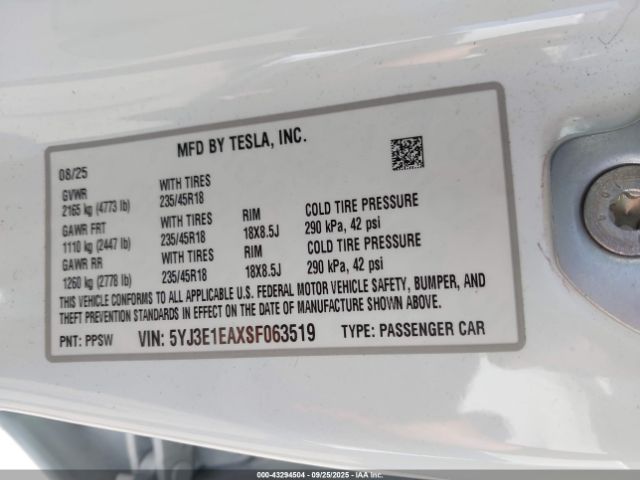 MFD BY TESLA, INC.
08/25
GVWR
2165 kg (4773 lb)
WITH TIRES
235/45R18
GAWR FRT
1110 kg (2447 lb)
WITH TIRES
235/45R18
RIM
18X8.5J
COLD TIRE PRESSURE
290 kPa, 42 psi
GAWR RR
1260 kg (2778 lb)
WITH TIRES
235/45R18
RIM
18X8.5J
COLD TIRE PRESSURE
290 kPa, 42 psi
THIS VEHICLE CONFORMS TO ALL APPLICABLE U.S. FEDERAL MOTOR VEHICLE SAFETY, BUMPER, AND
THEFT PREVENTION STANDARDS IN EFFECT ON THE DATE OF MANUFACTURE SHOWN ABOVE.
PNT: PPSW VIN: 5YJ3E1EAXSF063519 TYPE: PASSENGER CAR
500 - 43294504 - 09/25/2025 - IAAI.COM